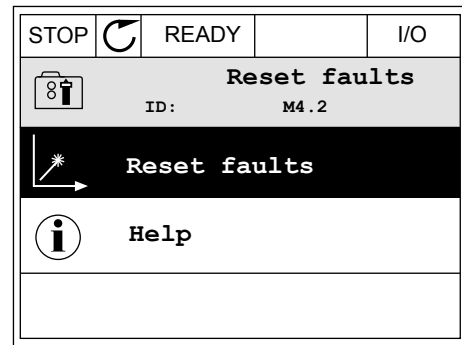 STOP READY I/O
Reset faults
ID: M4.2
Reset faults
Help